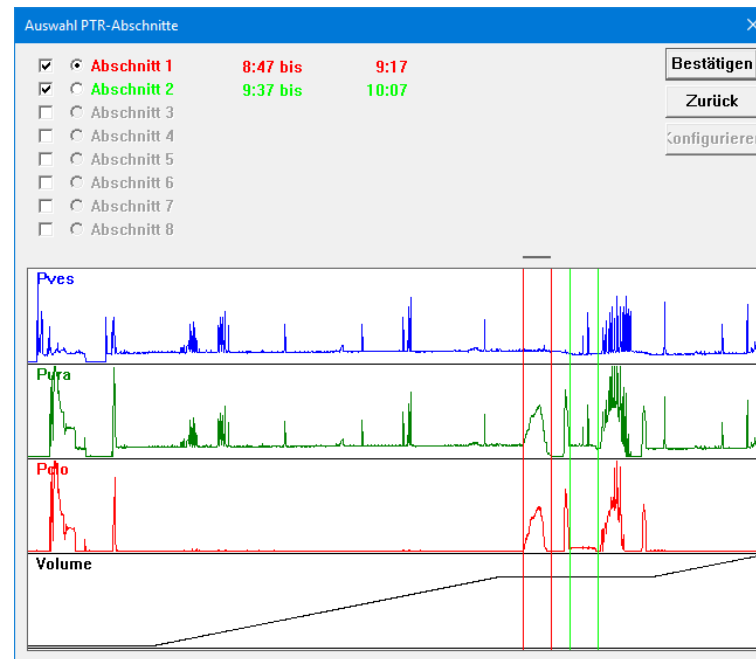 Auswahl PTR-Abschnitte
Abschnitt 1 8:47 bis 9:17 Bestätigen
Abschnitt 2 9:37 bis 10:07
Abschnitt 3 Zurück
Abschnitt 4
Abschnitt 5
Abschnitt 6
Abschnitt 7
Abschnitt 8
Pves
Pura
Pclo
Volume